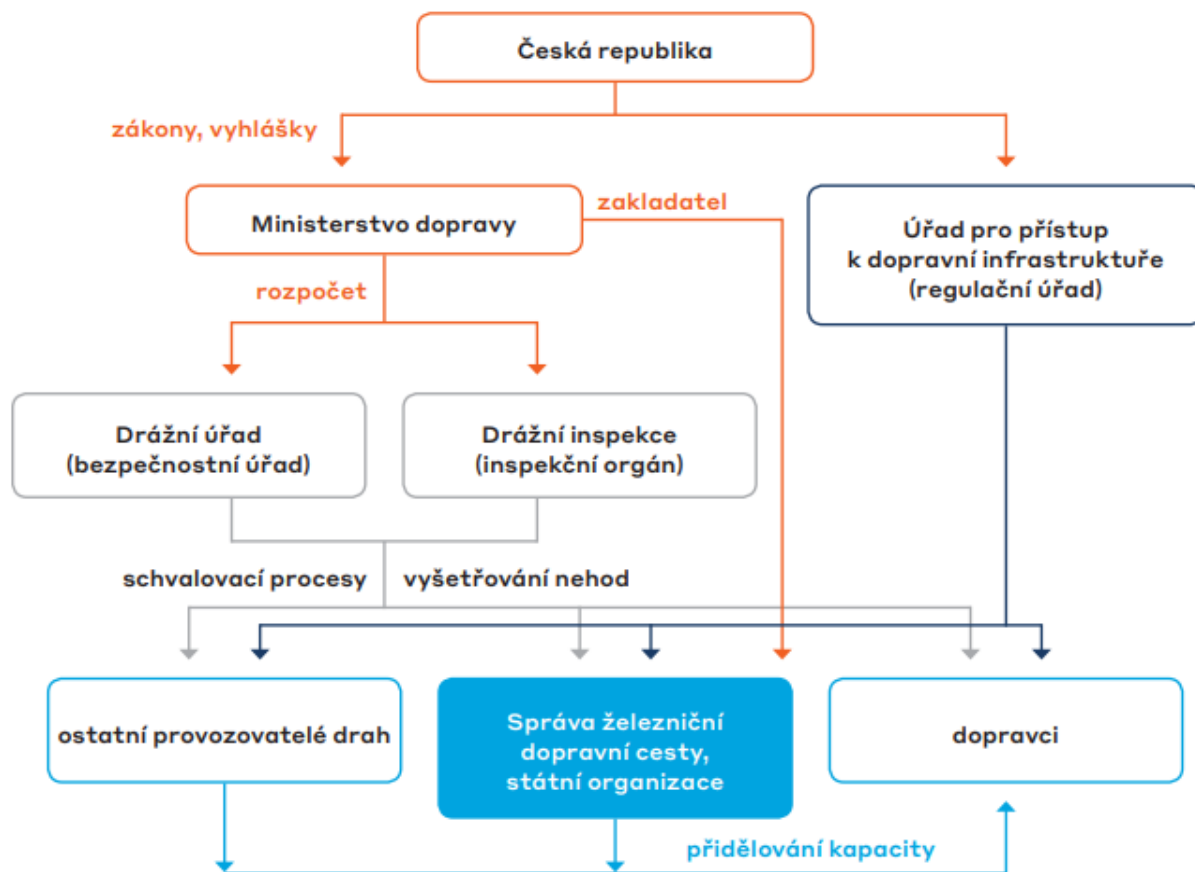 Česká republika
zákony, vyhlášky
Ministerstvo dopravy
zakladatel
Úřad pro přístup
k dopravní infrastruktuře
(regulační úřad)
rozpočet
Drážní úřad
(bezpečnostní úřad)
Drážní inspekce
(inspekční orgán)
schvalovací procesy
vyšetřování nehod
ostatní provozovatelé drah
Správa železniční
dopravní cesty,
státní organizace
dopravci
přidělování kapacity